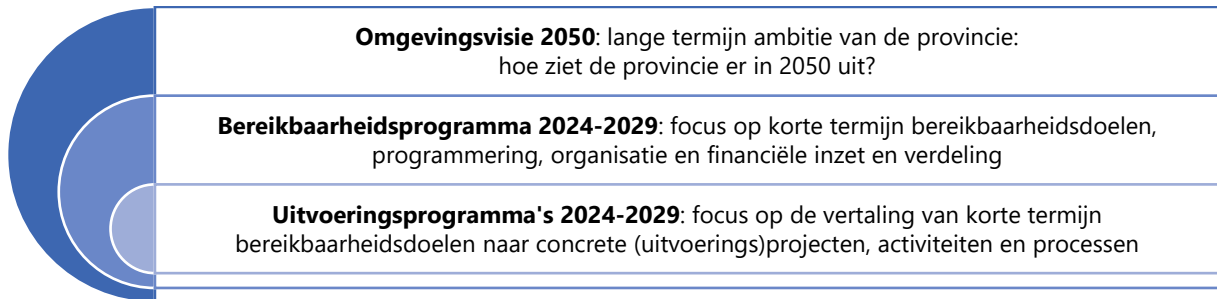 Omgevingsvisie 2050: lange termijn ambitie van de provincie:
hoe ziet de provincie er in 2050 uit?
Bereikbaarheidsprogramma 2024-2029: focus op korte termijn bereikbaarheidsdoelen,
programmering, organisatie en financiële inzet en verdeling
Uitvoeringsprogramma's 2024-2029: focus op de vertaling van korte termijn
bereikbaarheidsdoelen naar concrete (uitvoerings)projecten, activiteiten en processen